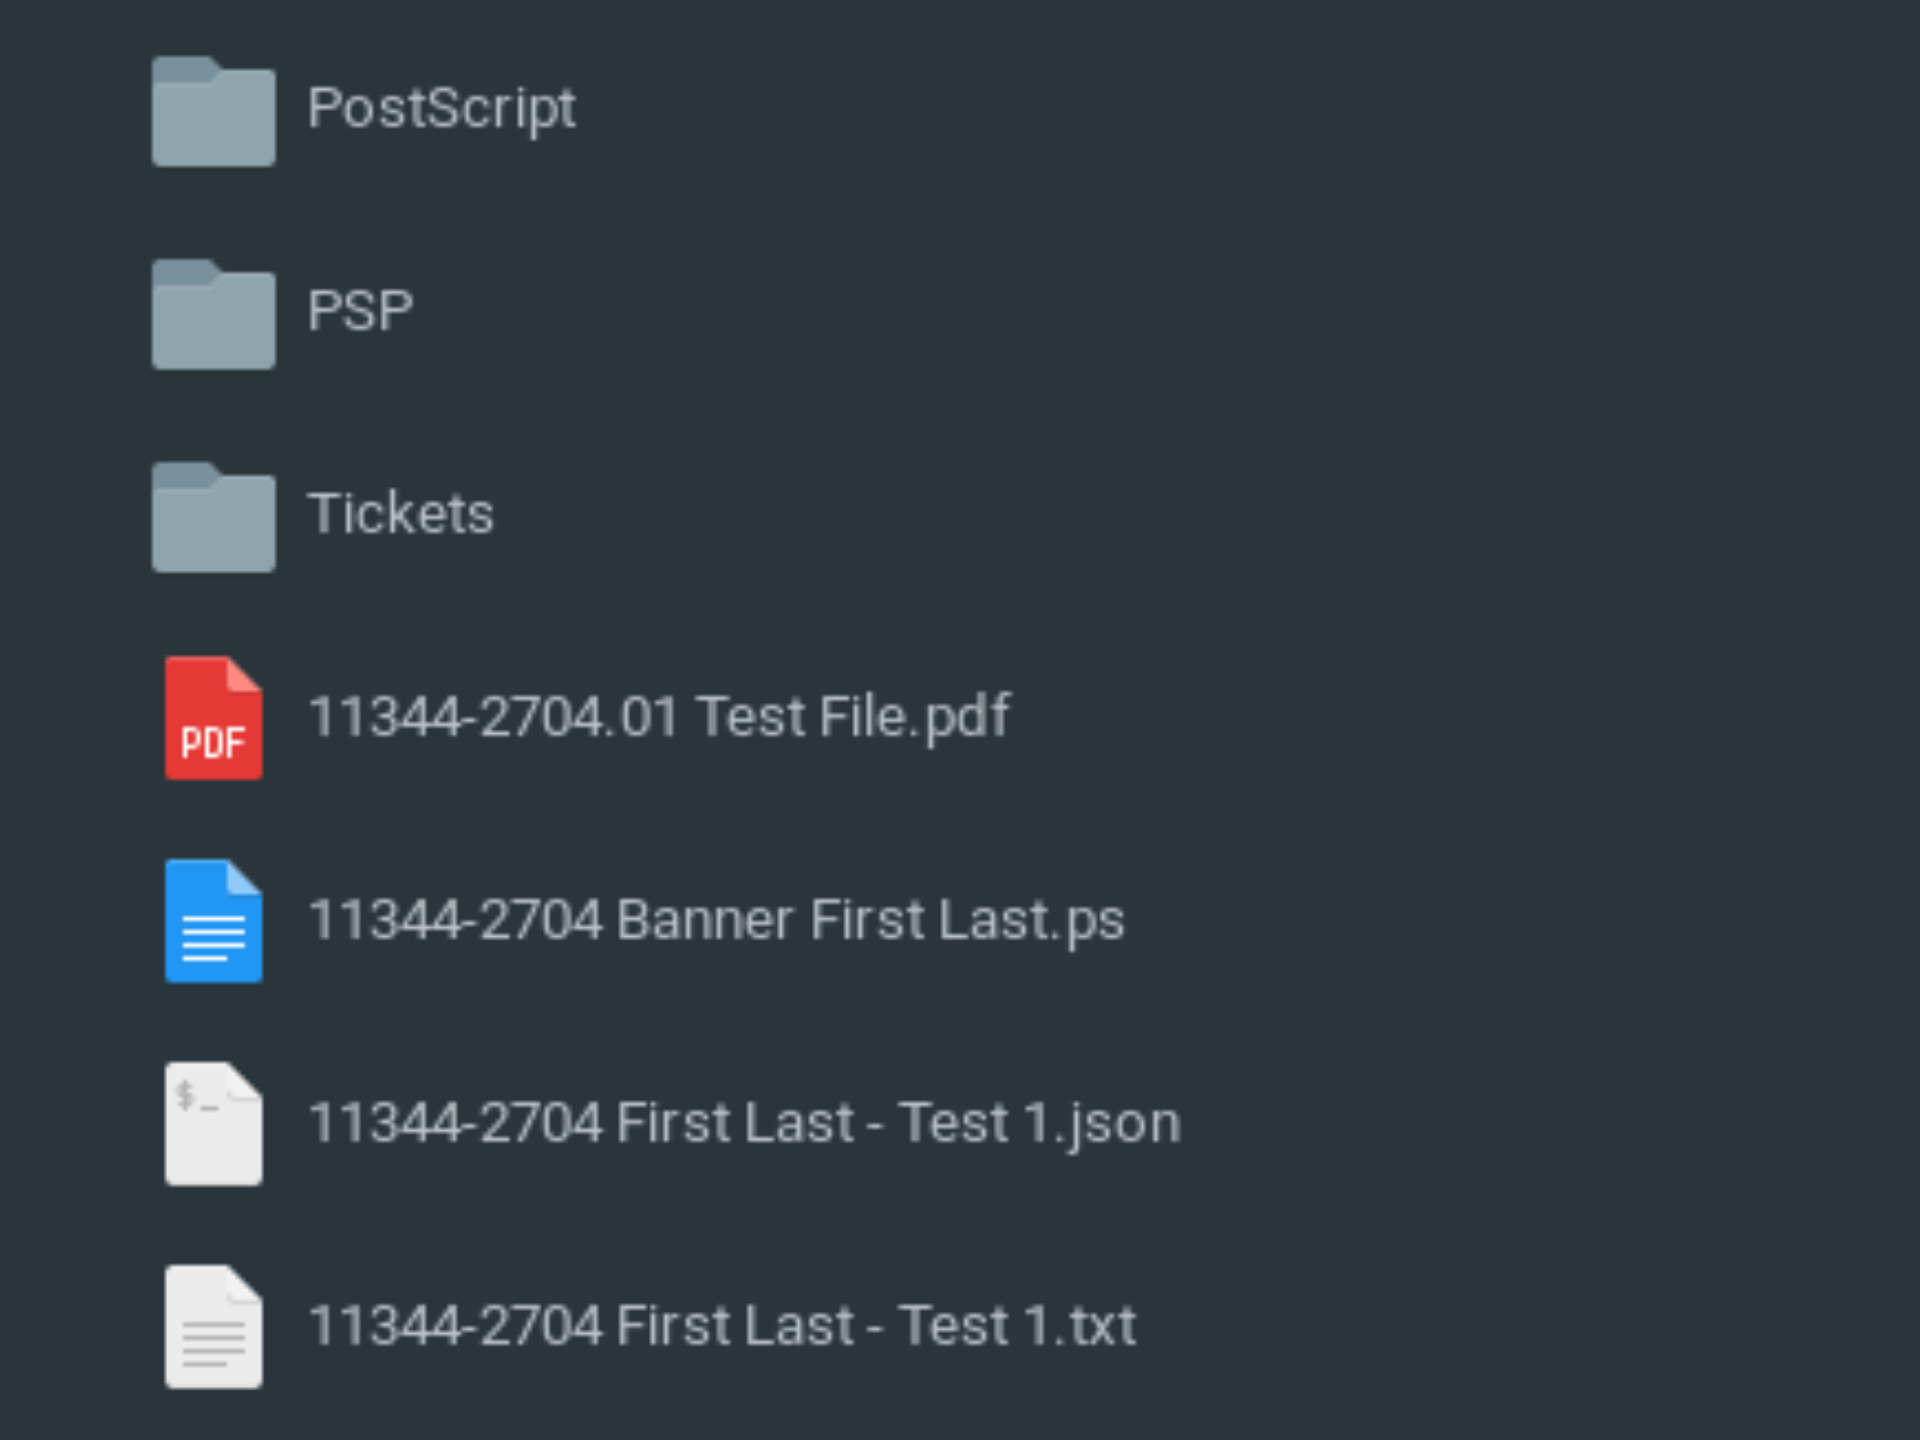 PostScript
PSP
Tickets
PDF
11344-2704.01 Test File.pdf
11344-2704 Banner First Last.ps
$_
11344-2704 First Last - Test 1.json
11344-2704 First Last - Test 1.txt